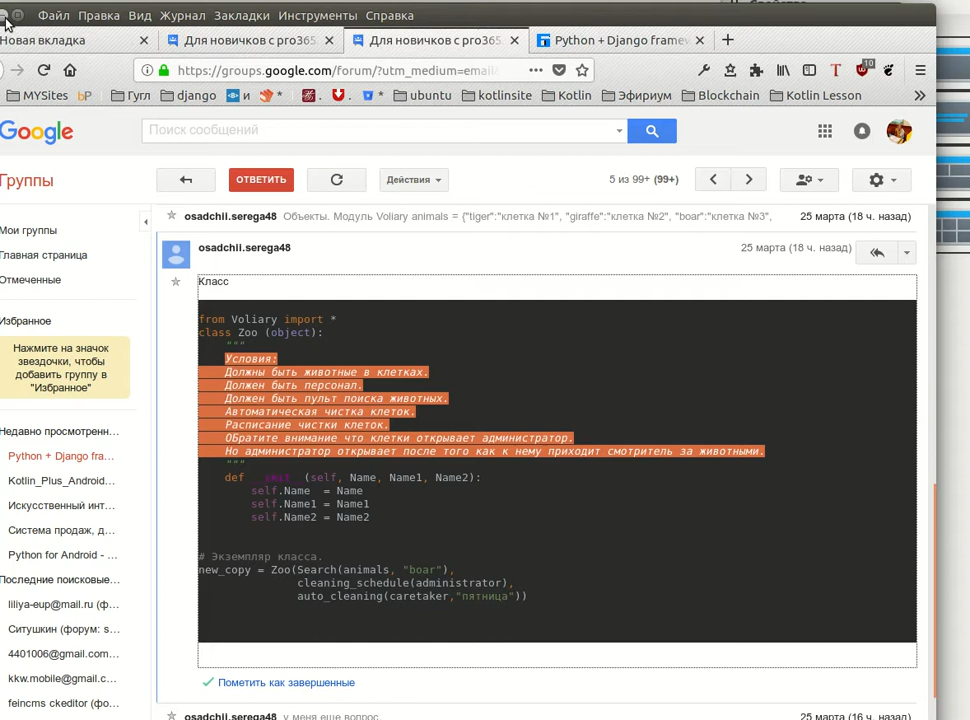 Файл Правка Вид Журнал Закладки Инструменты Справка
Новая вкладка
Для новичков с pro365
Для новичков с pro365
Python + Django framew
https://groups.google.com/forum/?utm_medium=email
10
MYSites
bP
Гугл
django
и
ubuntu
kotlinsite
Kotlin
Эфириум
Blockchain
Kotlin Lesson
Google
Поиск сообщений
Группы
ОТВЕТИТЬ
Действия
5 из 99+ (99+)
Мои группы
Главная страница
Отмеченные
Избранное
Нажмите на значок
звездочки, чтобы
добавить группу в
"Избранное"
Недавно просмотренн...
Python + Django fra...
Kotlin_Plus_Android...
Искусственный инт...
Система продаж, д...
Python for Android - ...
Последние поисковые...
liliya-eup@mail.ru (ф...
Ситушкин (форум: s...
4401006@gmail.com...
kkw.mobile@gmail.c...
feincms ckeditor (фо...
osadchii.serega48 Объекты. Модуль Voliary animals = {"tiger":"клетка №1", "giraffe":"клетка №2", "boar":"клетка №3", 25 марта (18 ч. назад)
osadchii.serega48 25 марта (18 ч. назад)
Класс
from Voliary import *
class Zoo (object):
"""
Условия:
Должны быть животные в клетках.
Должен быть персонал.
Должен быть пульт поиска животных.
Автоматическая чистка клеток.
Расписание чистки клеток.
ОБратите внимание что клетки открывает администратор.
Но администратор открывает после того как к нему приходит смотритель за животными.
"""
def __init__ (self, Name, Name1, Name2):
self.Name = Name
self.Name1 = Name1
self.Name2 = Name2
# Экземпляр класса.
new_copy = Zoo(Search(animals, "boar"),
cleaning_schedule(administrator),
auto_cleaning(caretaker,"пятница"))
Пометить как завершенные
osadchii.serega48 у меня еще вопрос. 25 марта (16 ч. назад)